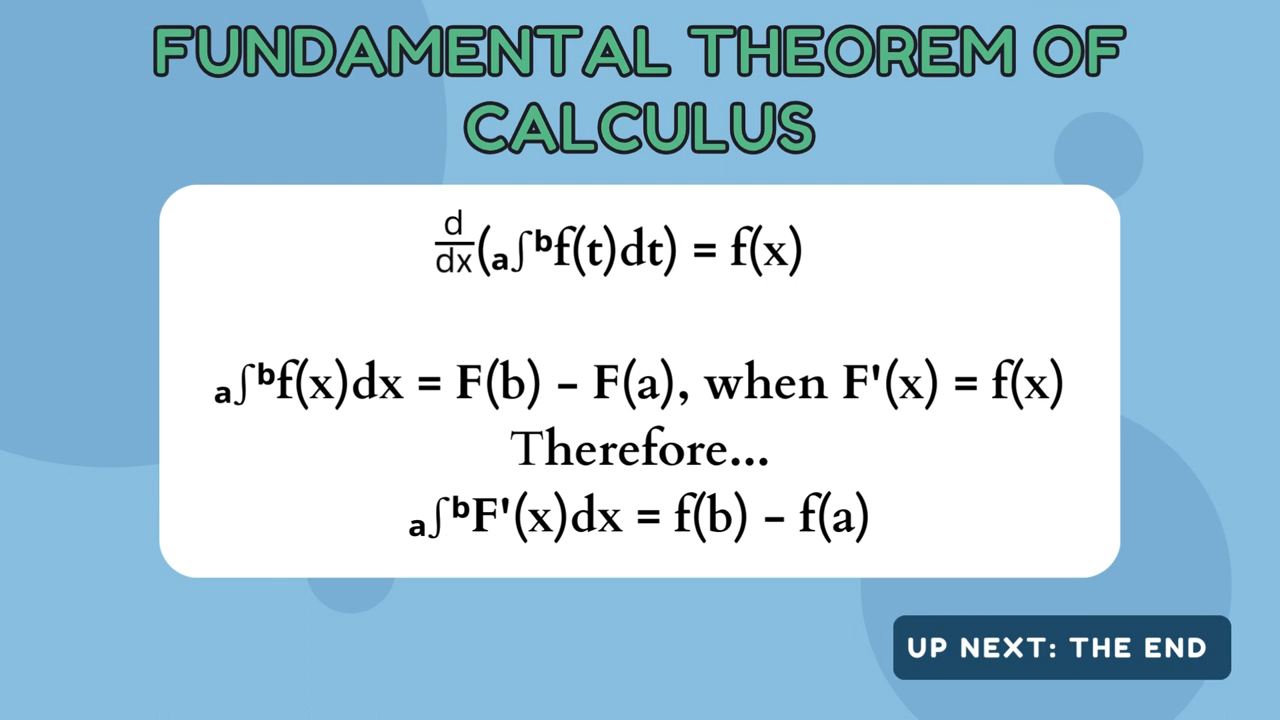 FUNDAMENTAL THEOREM OF
CALCULUS
d/dx(ₐ∫ᵇf(t)dt) = f(x)
ₐ∫ᵇf(x)dx = F(b) - F(a), when F'(x) = f(x)
Therefore...
ₐ∫ᵇF'(x)dx = f(b) - f(a)
UP NEXT: THE END